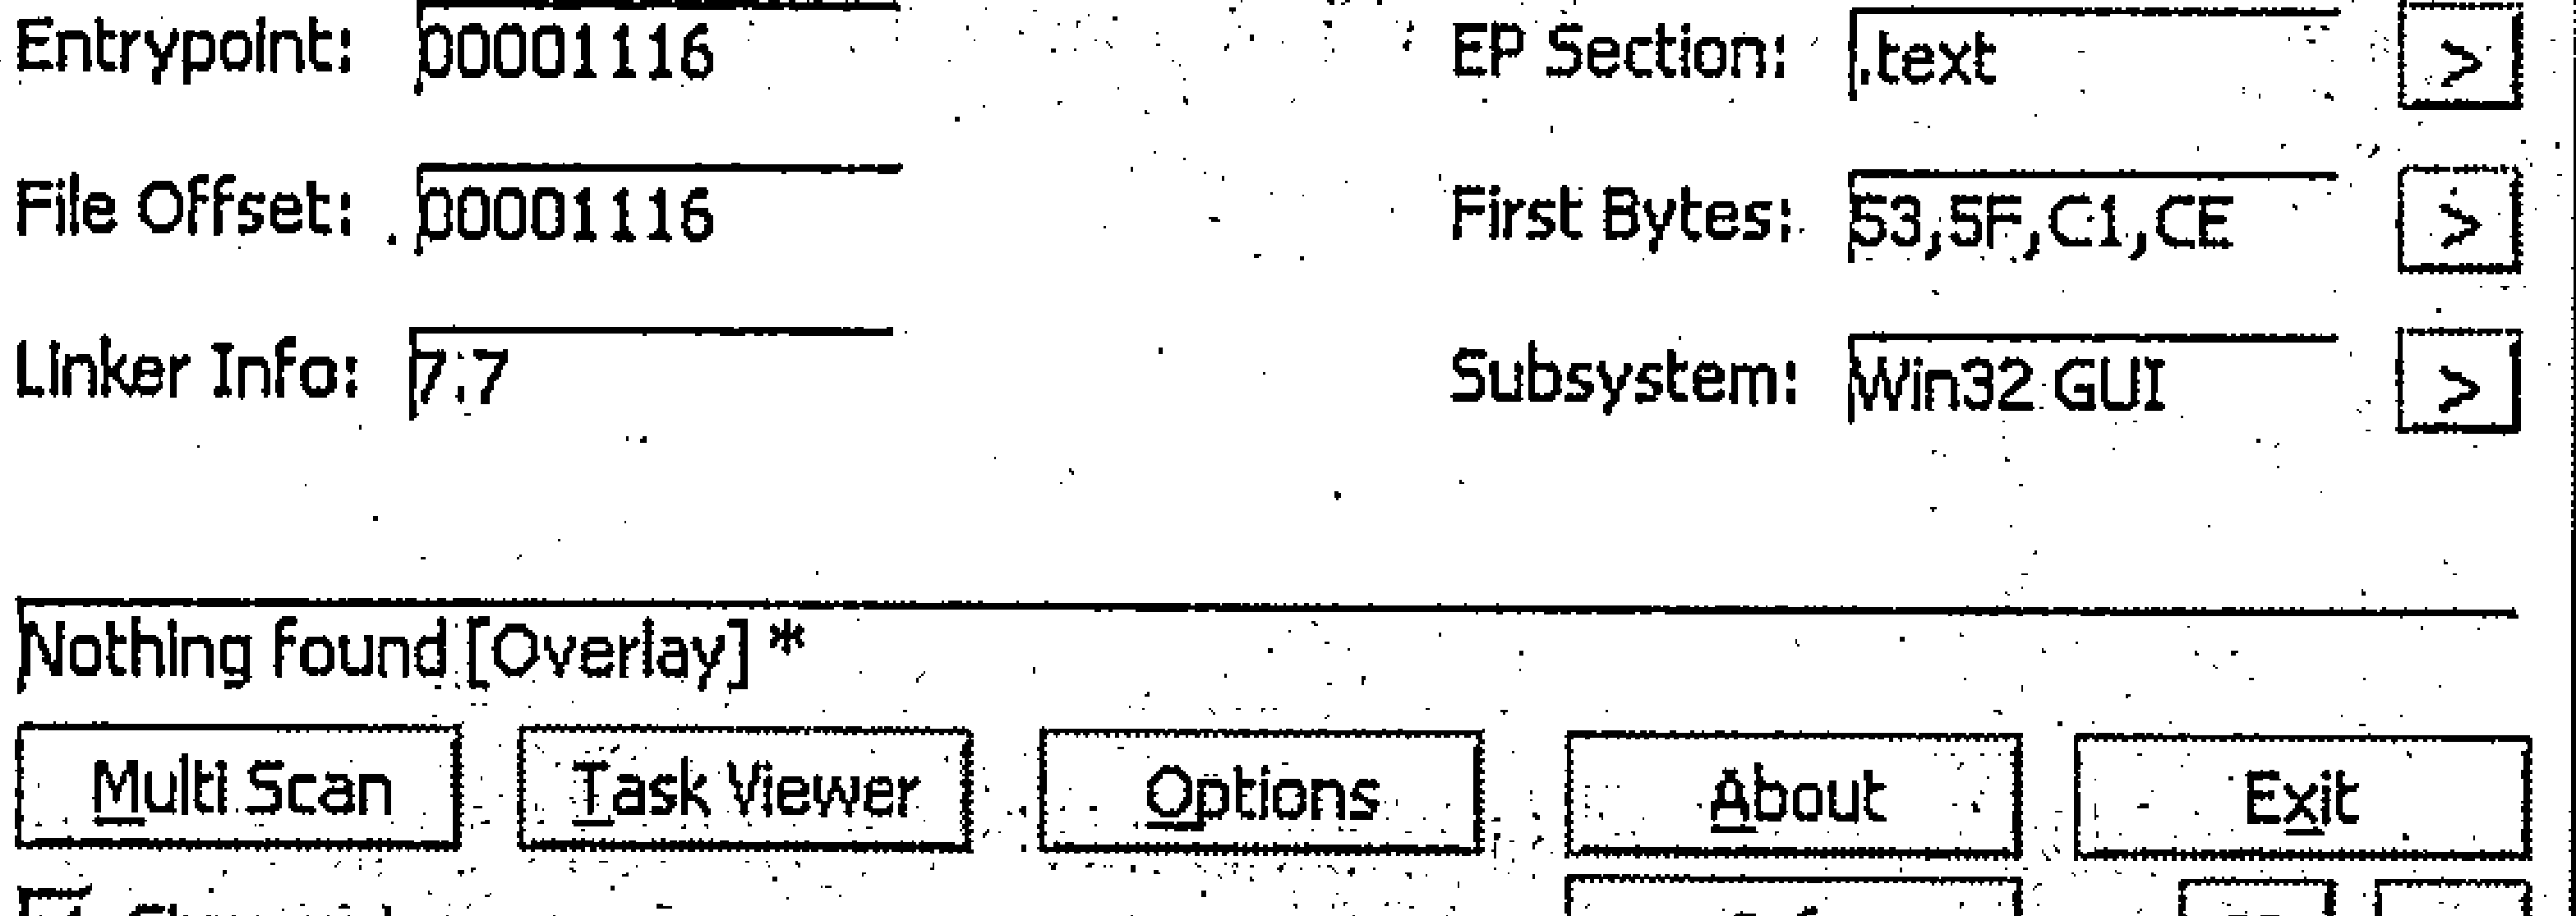 Entrypoint: 00001116 EP Section: .text >
File Offset: 00001116 First Bytes: 53,5F,C1,CE >
Linker Info: 7.7 Subsystem: Win32 GUI >
Nothing found [Overlay] *
Multi Scan Task Viewer Options About Exit